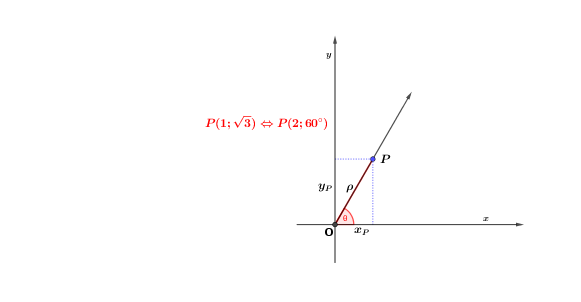 y
P(1; √3) ⇔ P(2; 60°)
P
y_P
ρ
θ
x
O
x_P